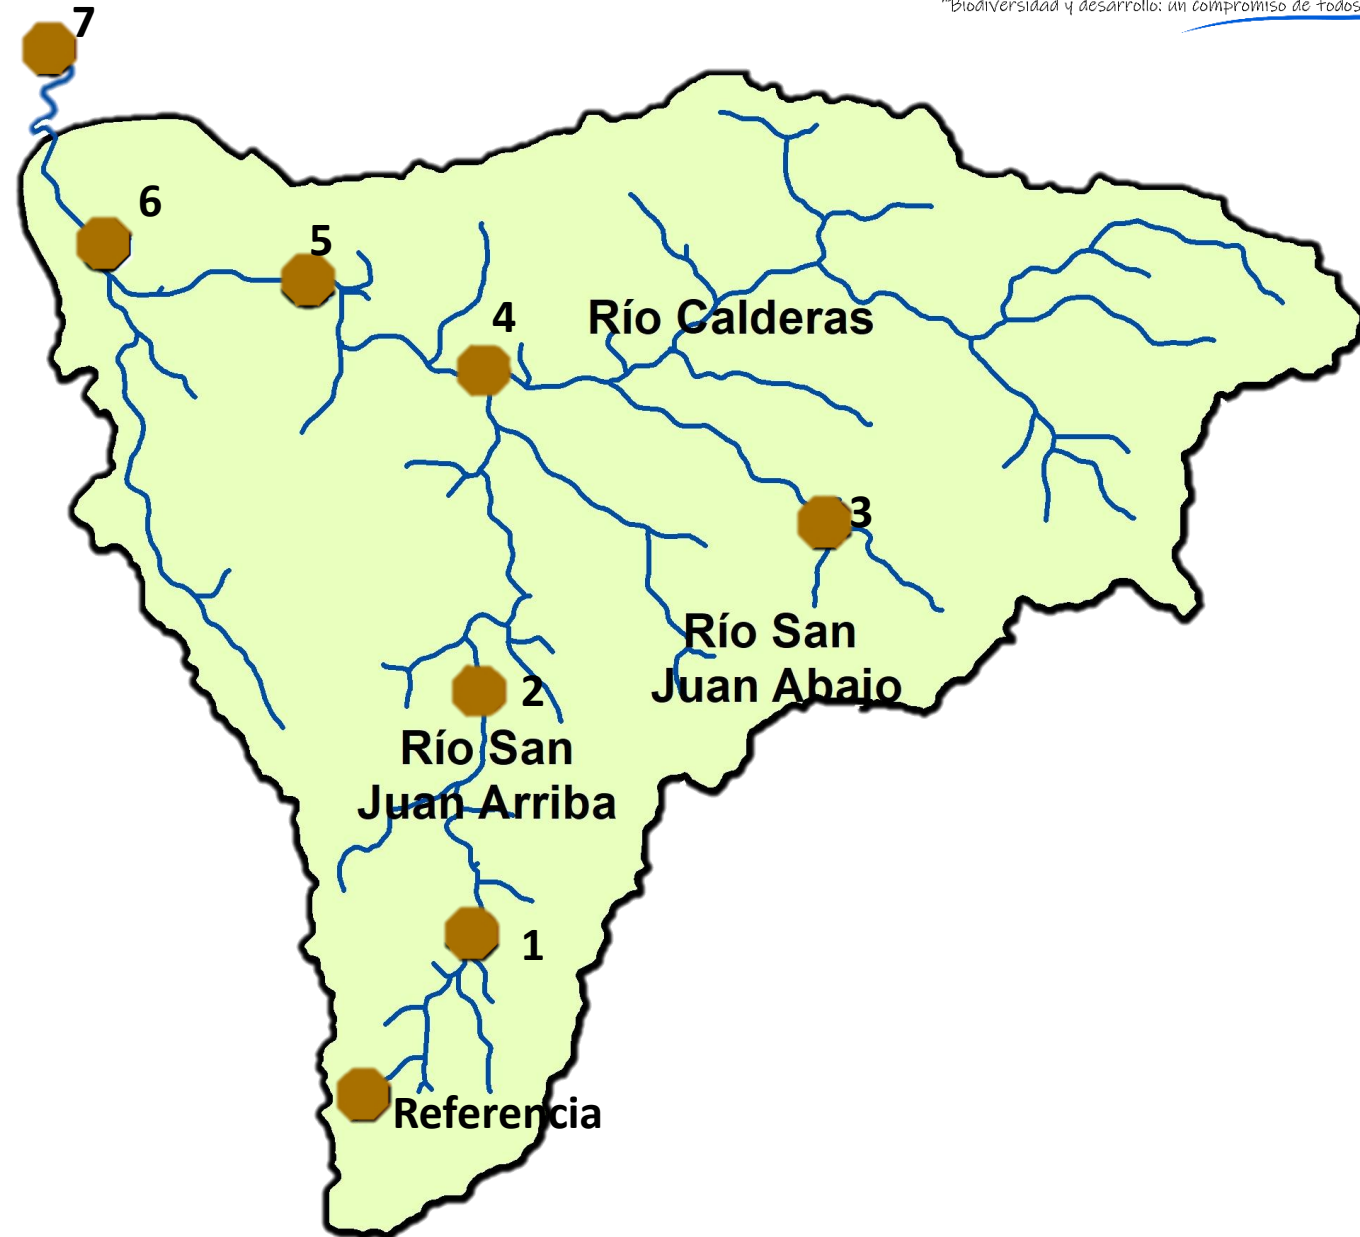 "Biodiversidad y desarrollo: un compromiso de todos
7
6
5
4
Río Calderas
3
Río San
Juan Abajo
2
Río San
Juan Arriba
1
Referencia